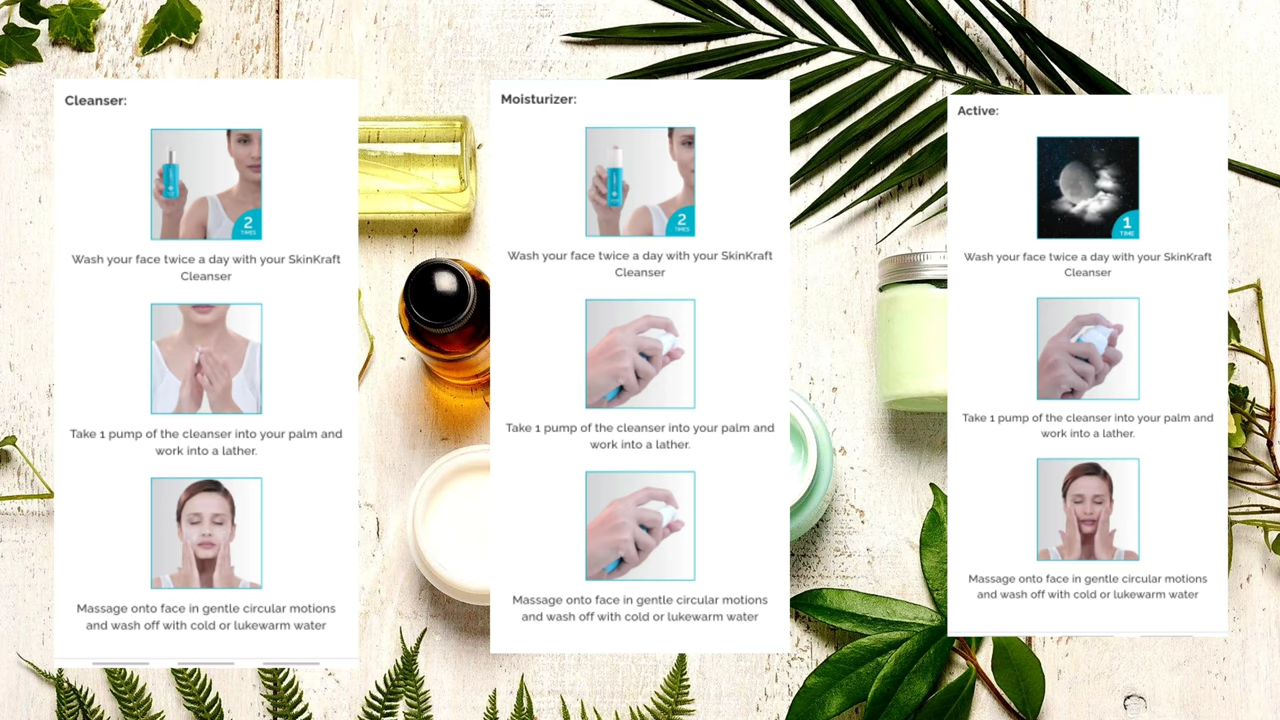 Cleanser:
2
TIMES
Wash your face twice a day with your SkinKraft
Cleanser
Take 1 pump of the cleanser into your palm and
work into a lather.
Massage onto face in gentle circular motions
and wash off with cold or lukewarm water
Moisturizer:
2
TIMES
Wash your face twice a day with your SkinKraft
Cleanser
Take 1 pump of the cleanser into your palm and
work into a lather.
Massage onto face in gentle circular motions
and wash off with cold or lukewarm water
Active:
1
TIME
Wash your face twice a day with your SkinKraft
Cleanser
Take 1 pump of the cleanser into your palm and
work into a lather.
Massage onto face in gentle circular motions
and wash off with cold or lukewarm water